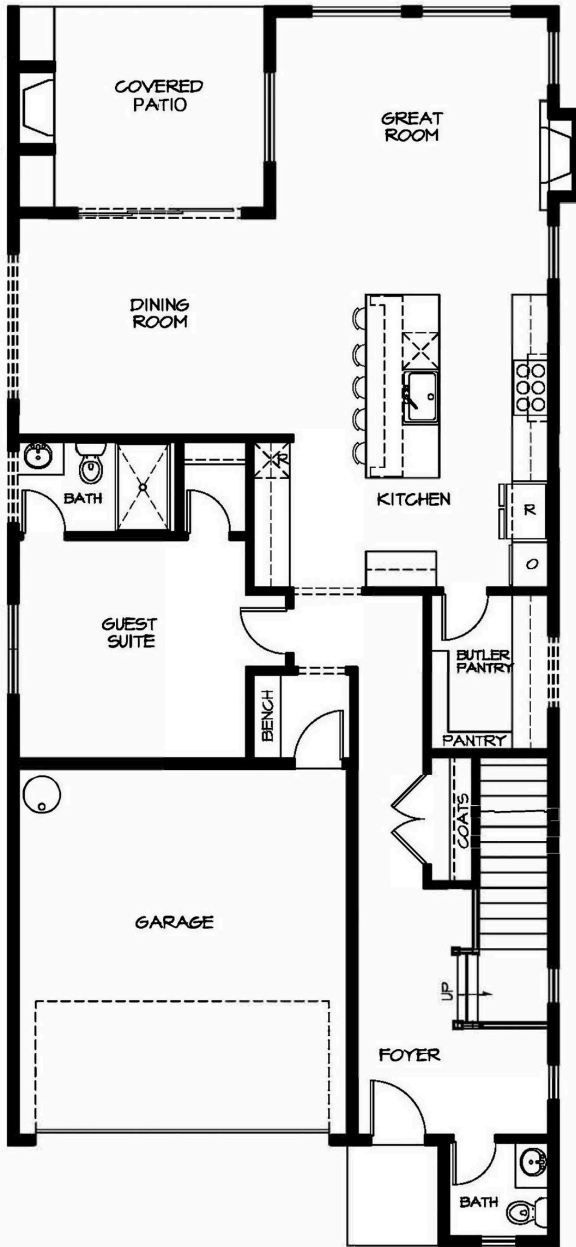 COVERED
PATIO
GREAT
ROOM
DINING
ROOM
R
BATH
KITCHEN
R
O
GUEST
SUITE
BUTLER
PANTRY
BENCH
PANTRY
COATS
GARAGE
UP
FOYER
BATH